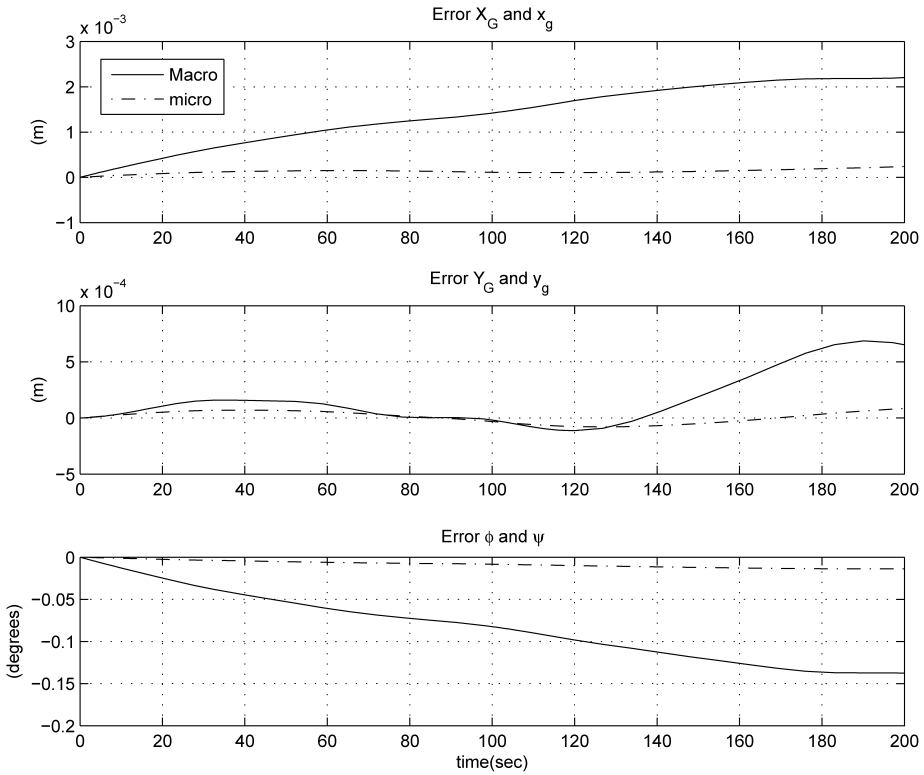 Error X_G and x_g
x 10^−3
3
2
1
0
−1
(m)
Macro
micro
0 20 40 60 80 100 120 140 160 180 200
Error Y_G and y_g
x 10^−4
10
5
0
−5
(m)
0 20 40 60 80 100 120 140 160 180 200
Error ϕ and ψ
0
−0.05
−0.1
−0.15
−0.2
(degrees)
0 20 40 60 80 100 120 140 160 180 200
time(sec)